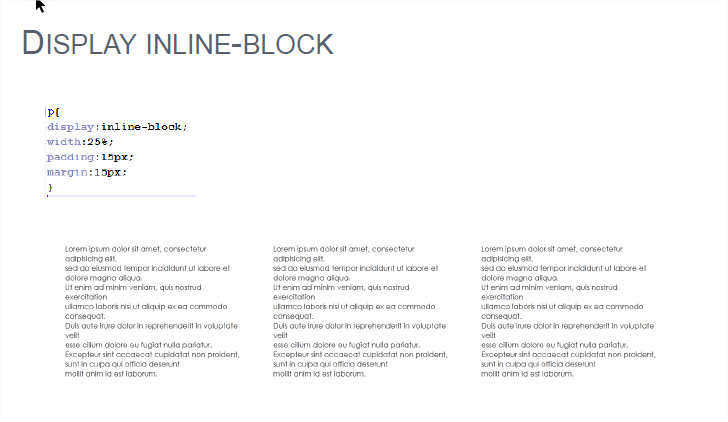 DISPLAY INLINE-BLOCK
p{
display:inline-block;
width:25%;
padding:15px;
margin:15px;
}
Lorem ipsum dolor sit amet, consectetur
adipisicing elit,
sed do eiusmod tempor incididunt ut labore et
dolore magna aliqua.
Ut enim ad minim veniam, quis nostrud
exercitation
ullamco laboris nisi ut aliquip ex ea commodo
consequat.
Duis aute irure dolor in reprehenderit in voluptate
velit
esse cillum dolore eu fugiat nulla pariatur.
Excepteur sint occaecat cupidatat non proident,
sunt in culpa qui officia deserunt
mollit anim id est laborum.
Lorem ipsum dolor sit amet, consectetur
adipisicing elit,
sed do eiusmod tempor incididunt ut labore et
dolore magna aliqua.
Ut enim ad minim veniam, quis nostrud
exercitation
ullamco laboris nisi ut aliquip ex ea commodo
consequat.
Duis aute irure dolor in reprehenderit in voluptate
velit
esse cillum dolore eu fugiat nulla pariatur.
Excepteur sint occaecat cupidatat non proident,
sunt in culpa qui officia deserunt
mollit anim id est laborum.
Lorem ipsum dolor sit amet, consectetur
adipisicing elit,
sed do eiusmod tempor incididunt ut labore et
dolore magna aliqua.
Ut enim ad minim veniam, quis nostrud
exercitation
ullamco laboris nisi ut aliquip ex ea commodo
consequat.
Duis aute irure dolor in reprehenderit in voluptate
velit
esse cillum dolore eu fugiat nulla pariatur.
Excepteur sint occaecat cupidatat non proident,
sunt in culpa qui officia deserunt
mollit anim id est laborum.